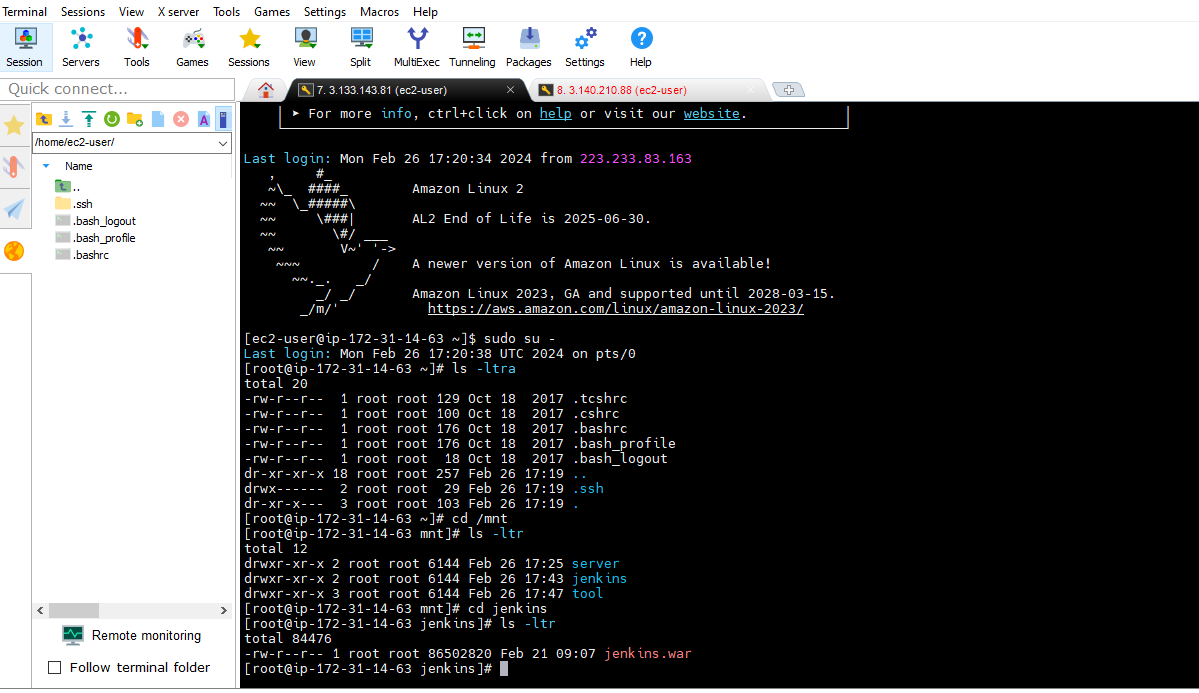 Terminal Sessions View X server Tools Games Settings Macros Help
Session Servers Tools Games Sessions View Split MultiExec Tunneling Packages Settings Help
Quick connect...
7. 3.133.143.81 (ec2-user)
8. 3.140.210.88 (ec2-user)
/home/ec2-user/
Name
..
.ssh
.bash_logout
.bash_profile
.bashrc
Remote monitoring
Follow terminal folder
➤ For more info, ctrl+click on help or visit our website.
Last login: Mon Feb 26 17:20:34 2024 from 223.233.83.163
   ,     #_
   ~\_  ####_        Amazon Linux 2
  ~~  \_#####\
  ~~     \###|       AL2 End of Life is 2025-06-30.
  ~~       \#/ ___
   ~~       V~' '->
    ~~~         /    A newer version of Amazon Linux is available!
      ~~._.   _/
         _/ _/       Amazon Linux 2023, GA and supported until 2028-03-15.
       _/m/'           https://aws.amazon.com/linux/amazon-linux-2023/
[ec2-user@ip-172-31-14-63 ~]$ sudo su -
Last login: Mon Feb 26 17:20:38 UTC 2024 on pts/0
[root@ip-172-31-14-63 ~]# ls -ltra
total 20
-rw-r--r--  1 root root 129 Oct 18  2017 .tcshrc
-rw-r--r--  1 root root 100 Oct 18  2017 .cshrc
-rw-r--r--  1 root root 176 Oct 18  2017 .bashrc
-rw-r--r--  1 root root 176 Oct 18  2017 .bash_profile
-rw-r--r--  1 root root  18 Oct 18  2017 .bash_logout
dr-xr-xr-x 18 root root 257 Feb 26 17:19 ..
drwx------  2 root root  29 Feb 26 17:19 .ssh
dr-xr-x---  3 root root 103 Feb 26 17:19 .
[root@ip-172-31-14-63 ~]# cd /mnt
[root@ip-172-31-14-63 mnt]# ls -ltr
total 12
drwxr-xr-x 2 root root 6144 Feb 26 17:25 server
drwxr-xr-x 2 root root 6144 Feb 26 17:43 jenkins
drwxr-xr-x 3 root root 6144 Feb 26 17:47 tool
[root@ip-172-31-14-63 mnt]# cd jenkins
[root@ip-172-31-14-63 jenkins]# ls -ltr
total 84476
-rw-r--r-- 1 root root 86502820 Feb 21 09:07 jenkins.war
[root@ip-172-31-14-63 jenkins]#